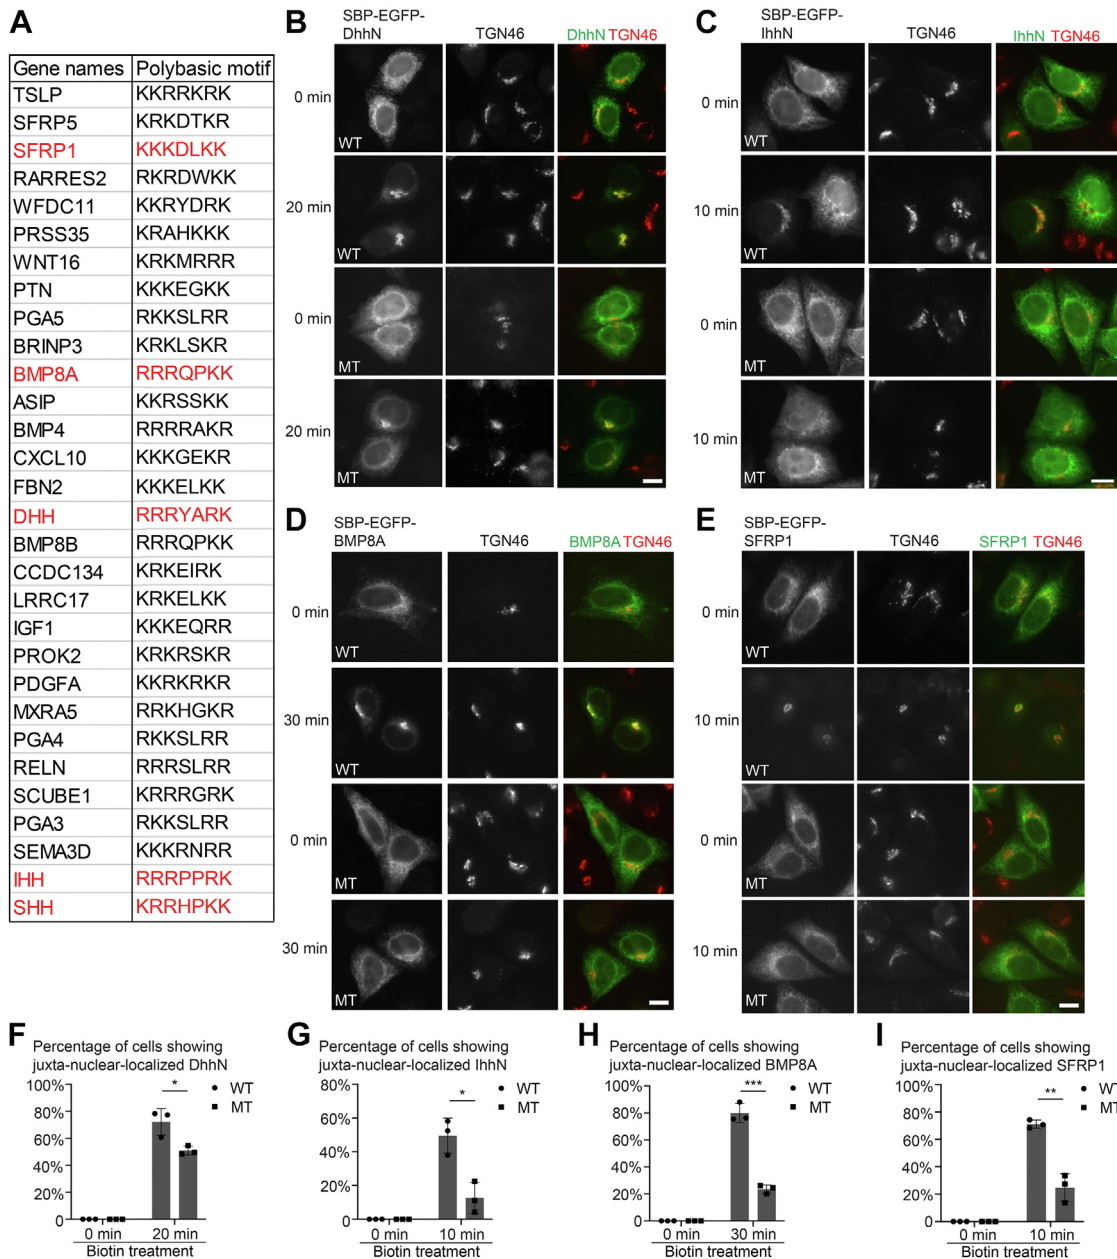 A
Gene names Polybasic motif
TSLP KKRRKRK
SFRP5 KRKDTKR
SFRP1 KKKDLKK
RARRES2 RKRDWKK
WFDC11 KKRYDRK
PRSS35 KRAHKKK
WNT16 KRKMRRR
PTN KKKEGKK
PGA5 RKKSLRR
BRINP3 KRKLSKR
BMP8A RRRQPKK
ASIP KKRSSKK
BMP4 RRRRAKR
CXCL10 KKKGEKR
FBN2 KKKELKK
DHH RRRYARK
BMP8B RRRQPKK
CCDC134 KRKEIRK
LRRC17 KRKELKK
IGF1 KKKEQRR
PROK2 KRKRSKR
PDGFA KKRKRKR
MXRA5 RRKHGKR
PGA4 RKKSLRR
RELN RRRSLRR
SCUBE1 KRRRGRK
PGA3 RKKSLRR
SEMA3D KKKRNRR
IHH RRRPPRK
SHH KRRHPKK
B
SBP-EGFP-
DhhN TGN46 DhhN TGN46
0 min
WT
20 min
WT
0 min
MT
20 min
MT
C
SBP-EGFP-
IhhN TGN46 IhhN TGN46
0 min
WT
10 min
WT
0 min
MT
10 min
MT
D
SBP-EGFP-
BMP8A TGN46 BMP8A TGN46
0 min
WT
30 min
WT
0 min
MT
30 min
MT
E
SBP-EGFP-
SFRP1 TGN46 SFRP1 TGN46
0 min
WT
10 min
WT
0 min
MT
10 min
MT
F
Percentage of cells showing
juxta-nuclear-localized DhhN
100%
80%
60%
40%
20%
0
*
WT
MT
0 min 20 min
Biotin treatment
G
Percentage of cells showing
juxta-nuclear-localized IhhN
80%
60%
40%
20%
0
*
WT
MT
0 min 10 min
Biotin treatment
H
Percentage of cells showing
juxta-nuclear-localized BMP8A
100%
80%
60%
40%
20%
0
***
WT
MT
0 min 30 min
Biotin treatment
I
Percentage of cells showing
juxta-nuclear-localized SFRP1
100%
80%
60%
40%
20%
0
**
WT
MT
0 min 10 min
Biotin treatment